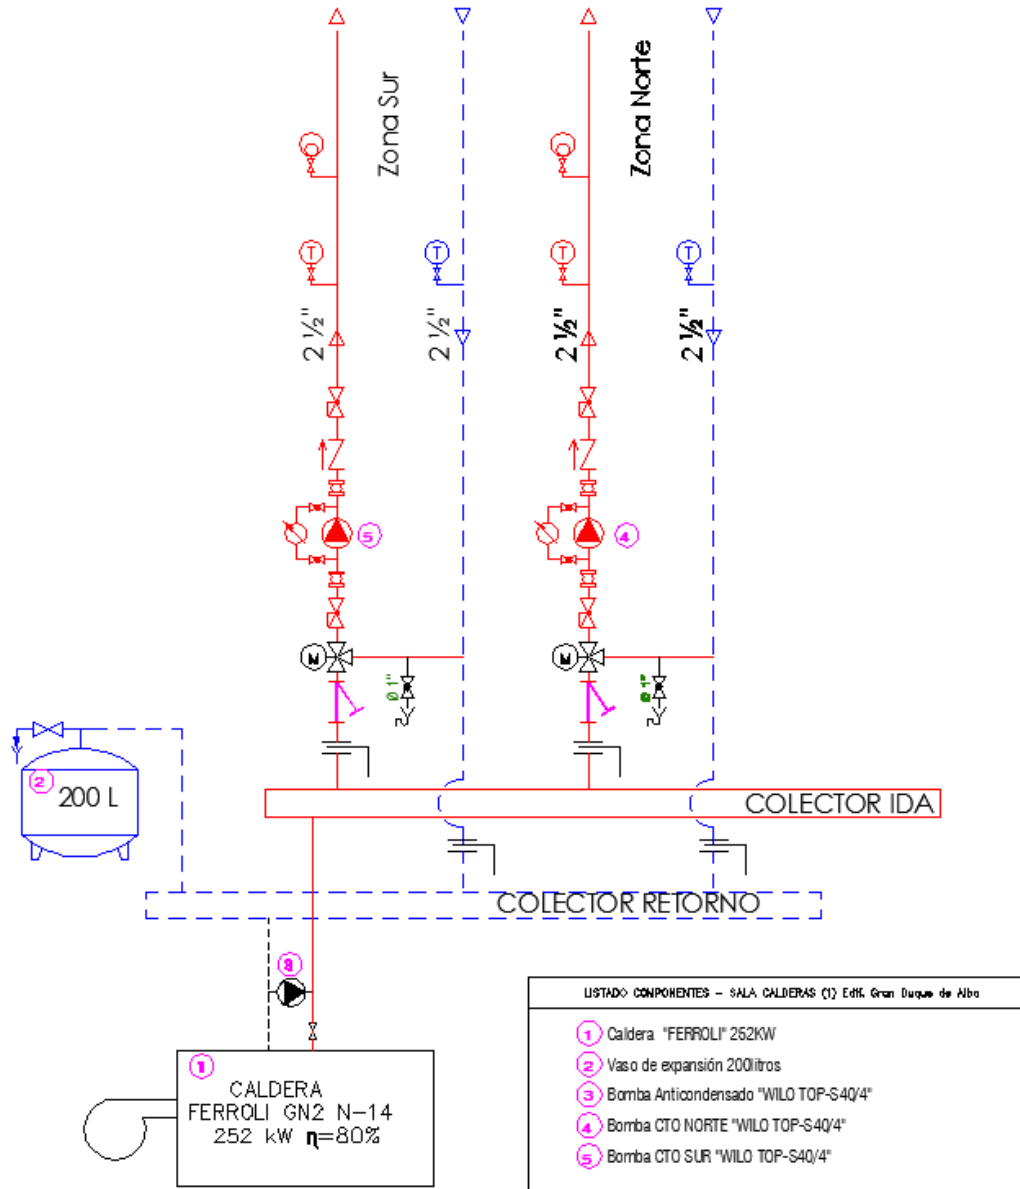 Zona Sur
Zona Norte
T
T
T
T
2 ½"
2 ½"
2 ½"
2 ½"
5
4
M
M
Ø 1"
Ø 1"
2
200 L
COLECTOR IDA
COLECTOR RETORNO
3
1
CALDERA
FERROLI GN2 N-14
252 kW η=80%
LISTADO COMPONENTES - SALA CALDERAS (1) Edif. Gran Duque de Alba
1 Caldera "FERROLI" 252KW
2 Vaso de expansión 200litros
3 Bomba Anticondensado "WILO TOP-S40/4"
4 Bomba CTO NORTE "WILO TOP-S40/4"
5 Bomba CTO SUR "WILO TOP-S40/4"